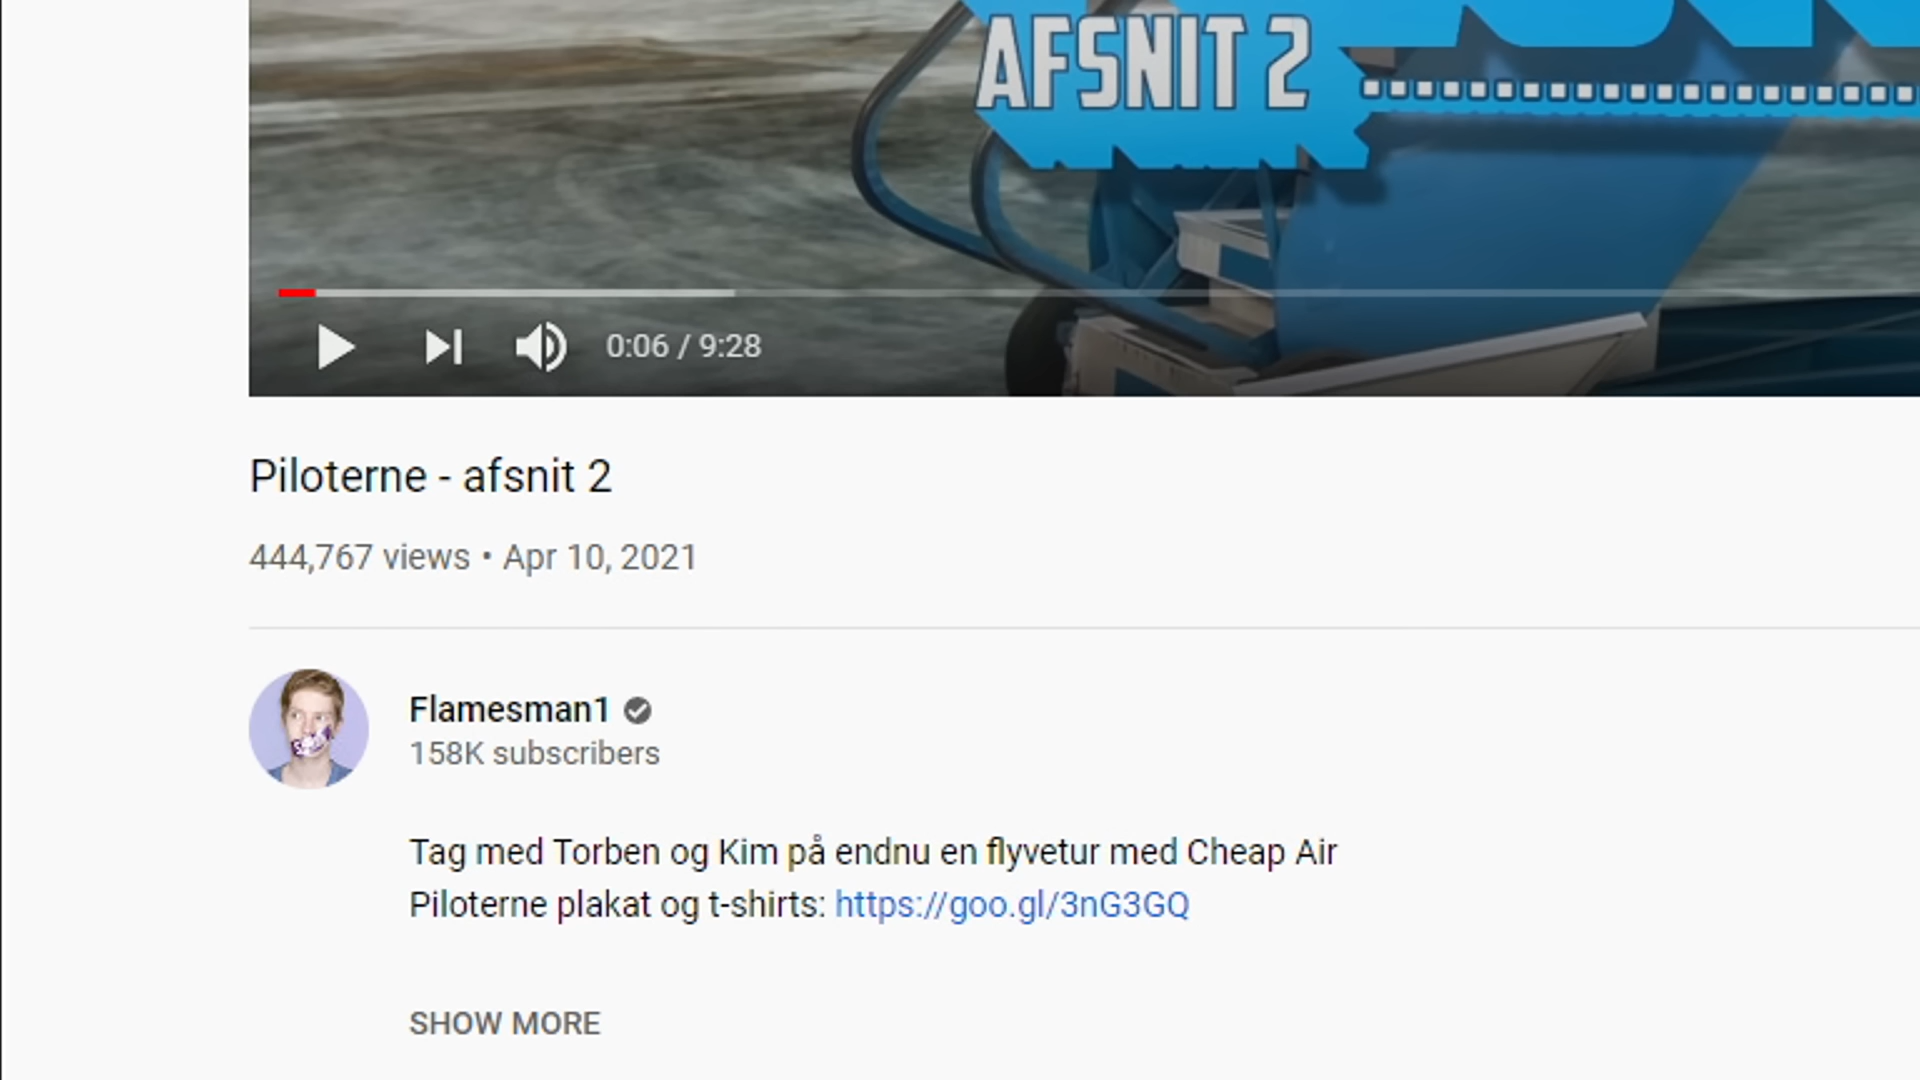 AFSNIT 2
0:06 / 9:28
Piloterne - afsnit 2
444,767 views • Apr 10, 2021
Flamesman1
158K subscribers
Tag med Torben og Kim på endnu en flyvetur med Cheap Air
Piloterne plakat og t-shirts: https://goo.gl/3nG3GQ
SHOW MORE